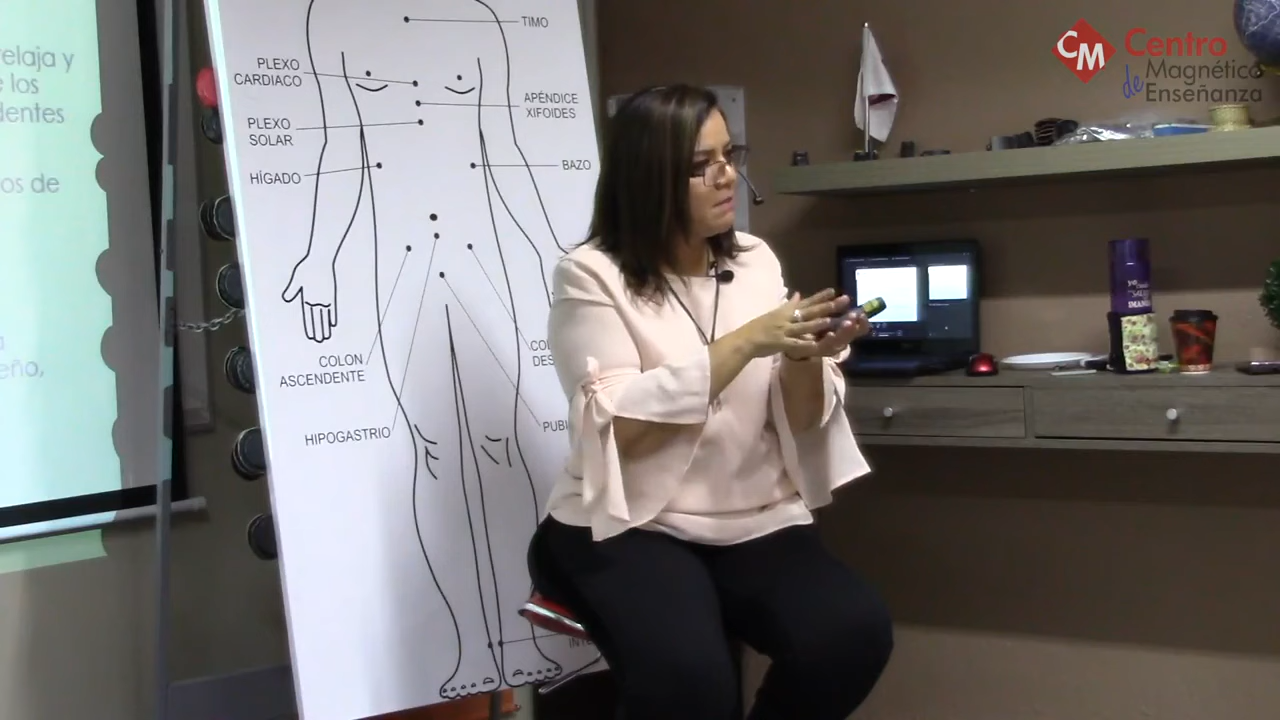 relaja y
los
dentes
os de
eño,
TIMO
PLEXO
CARDIACO
APÉNDICE
XIFOIDES
PLEXO
SOLAR
BAZO
HÍGADO
COLON
ASCENDENTE
HIPOGASTRIO
CM
Centro
de Magnético
Enseñanza